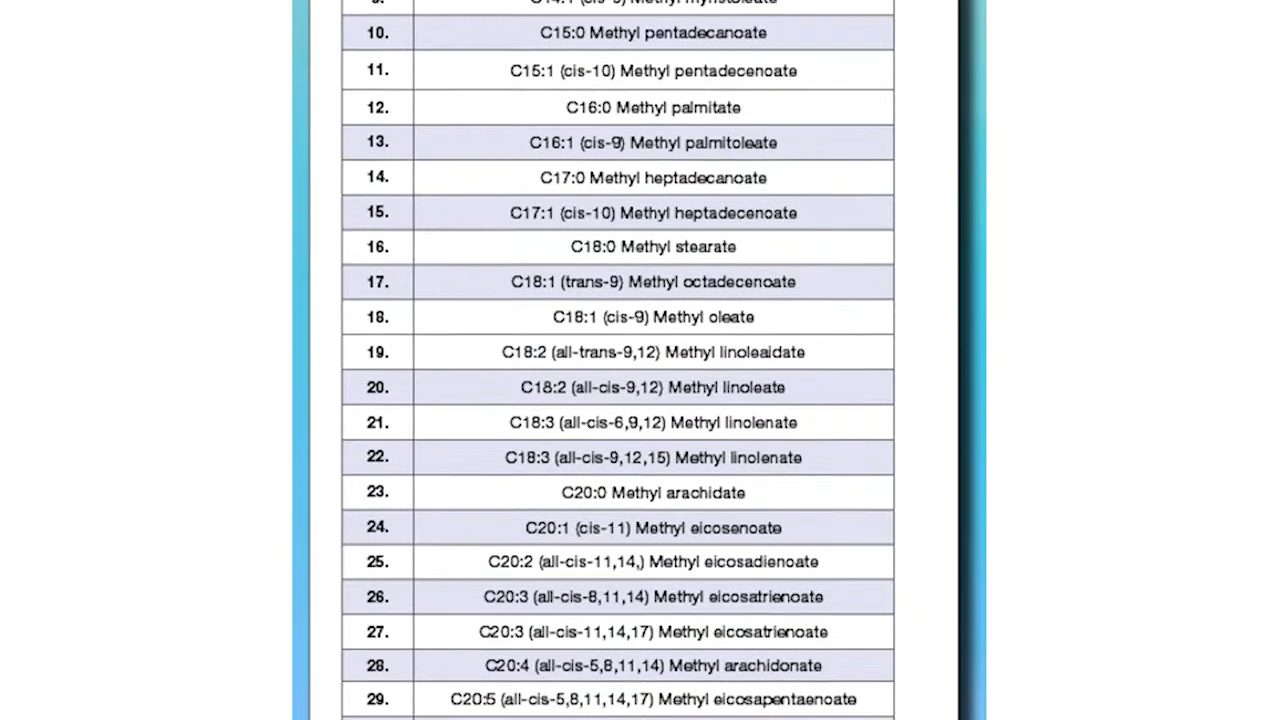 9. C14:1 (cis-9) Methyl myristoleate
10. C15:0 Methyl pentadecanoate
11. C15:1 (cis-10) Methyl pentadecenoate
12. C16:0 Methyl palmitate
13. C16:1 (cis-9) Methyl palmitoleate
14. C17:0 Methyl heptadecanoate
15. C17:1 (cis-10) Methyl heptadecenoate
16. C18:0 Methyl stearate
17. C18:1 (trans-9) Methyl octadecenoate
18. C18:1 (cis-9) Methyl oleate
19. C18:2 (all-trans-9,12) Methyl linoleaidate
20. C18:2 (all-cis-9,12) Methyl linoleate
21. C18:3 (all-cis-6,9,12) Methyl linolenate
22. C18:3 (all-cis-9,12,15) Methyl linolenate
23. C20:0 Methyl arachidate
24. C20:1 (cis-11) Methyl eicosenoate
25. C20:2 (all-cis-11,14,) Methyl eicosadienoate
26. C20:3 (all-cis-8,11,14) Methyl eicosatrienoate
27. C20:3 (all-cis-11,14,17) Methyl eicosatrienoate
28. C20:4 (all-cis-5,8,11,14) Methyl arachidonate
29. C20:5 (all-cis-5,8,11,14,17) Methyl eicosapentaenoate